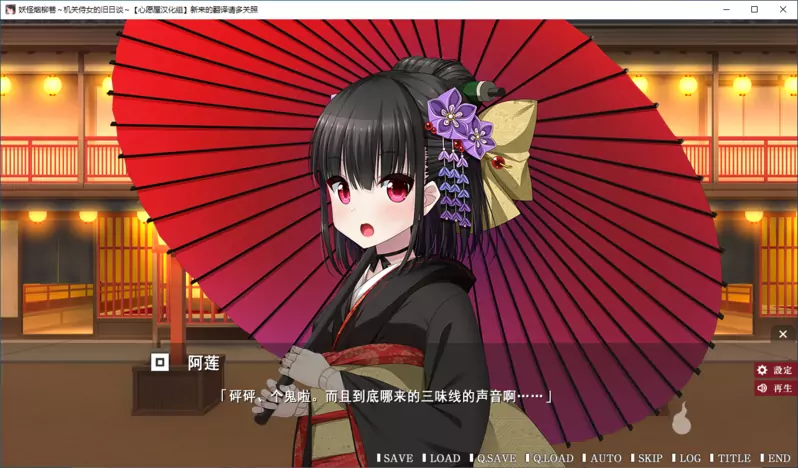 妖怪烟柳巷~机关侍女的旧日谈~【心愿屋汉化组】新来的翻译请多关照
阿莲
「砰砰、个鬼啦。而且到底哪来的三味线的声音啊……」
設定
再生
SAVE LOAD Q.SAVE Q.LOAD AUTO SKIP LOG TITLE END